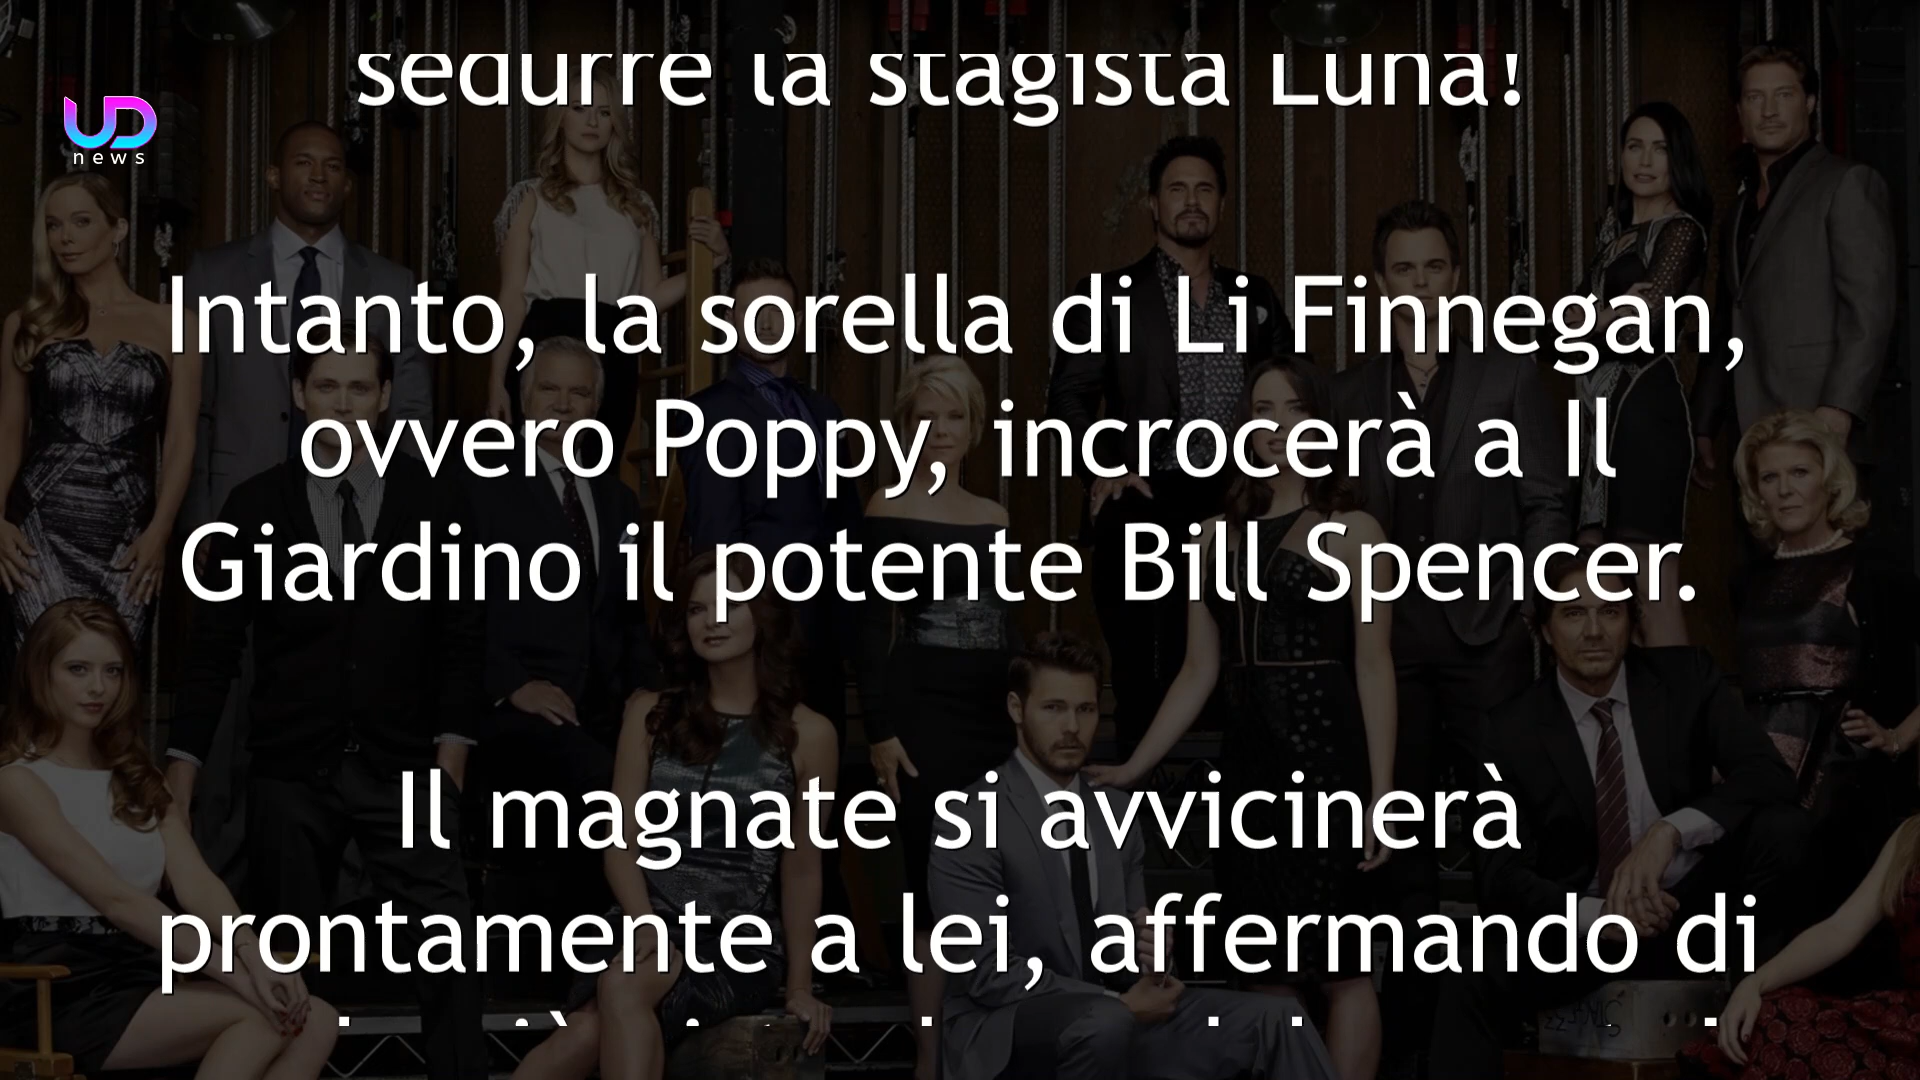 sedurre la stagista Luna!
UD
news
Intanto, la sorella di Li Finnegan,
ovvero Poppy, incrocerà a Il
Giardino il potente Bill Spencer.
Il magnate si avvicinerà
prontamente a lei, affermando di